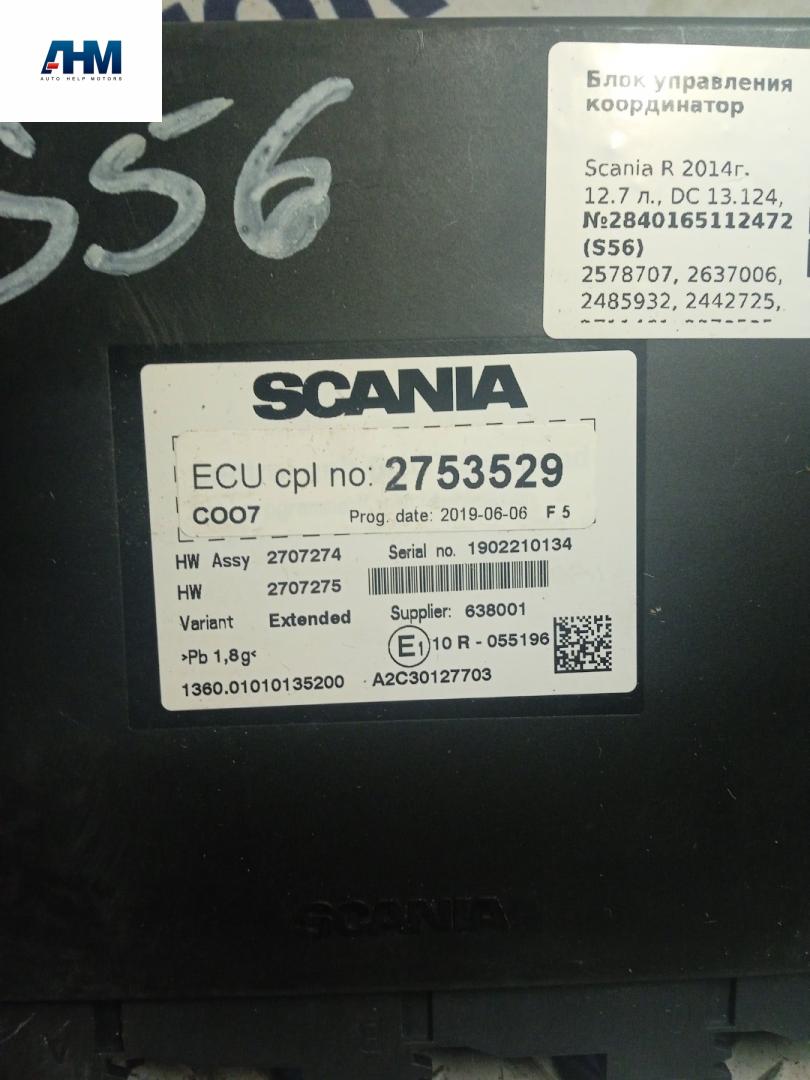 AHM
AUTO HELP MOTORS
S56
Блок управления
координатор
Scania R 2014г.
12.7 л., DC 13.124,
№2840165112472
(S56)
2578707, 2637006,
2485932, 2442725,
SCANIA
ECU cpl no: 2753529
COO7 Prog. date: 2019-06-06 F 5
HW Assy 2707274 Serial no. 1902210134
HW 2707275
Variant Extended Supplier: 638001
>Pb 1,8g< E1 10 R - 055196
1360.01010135200 A2C30127703
SCANIA